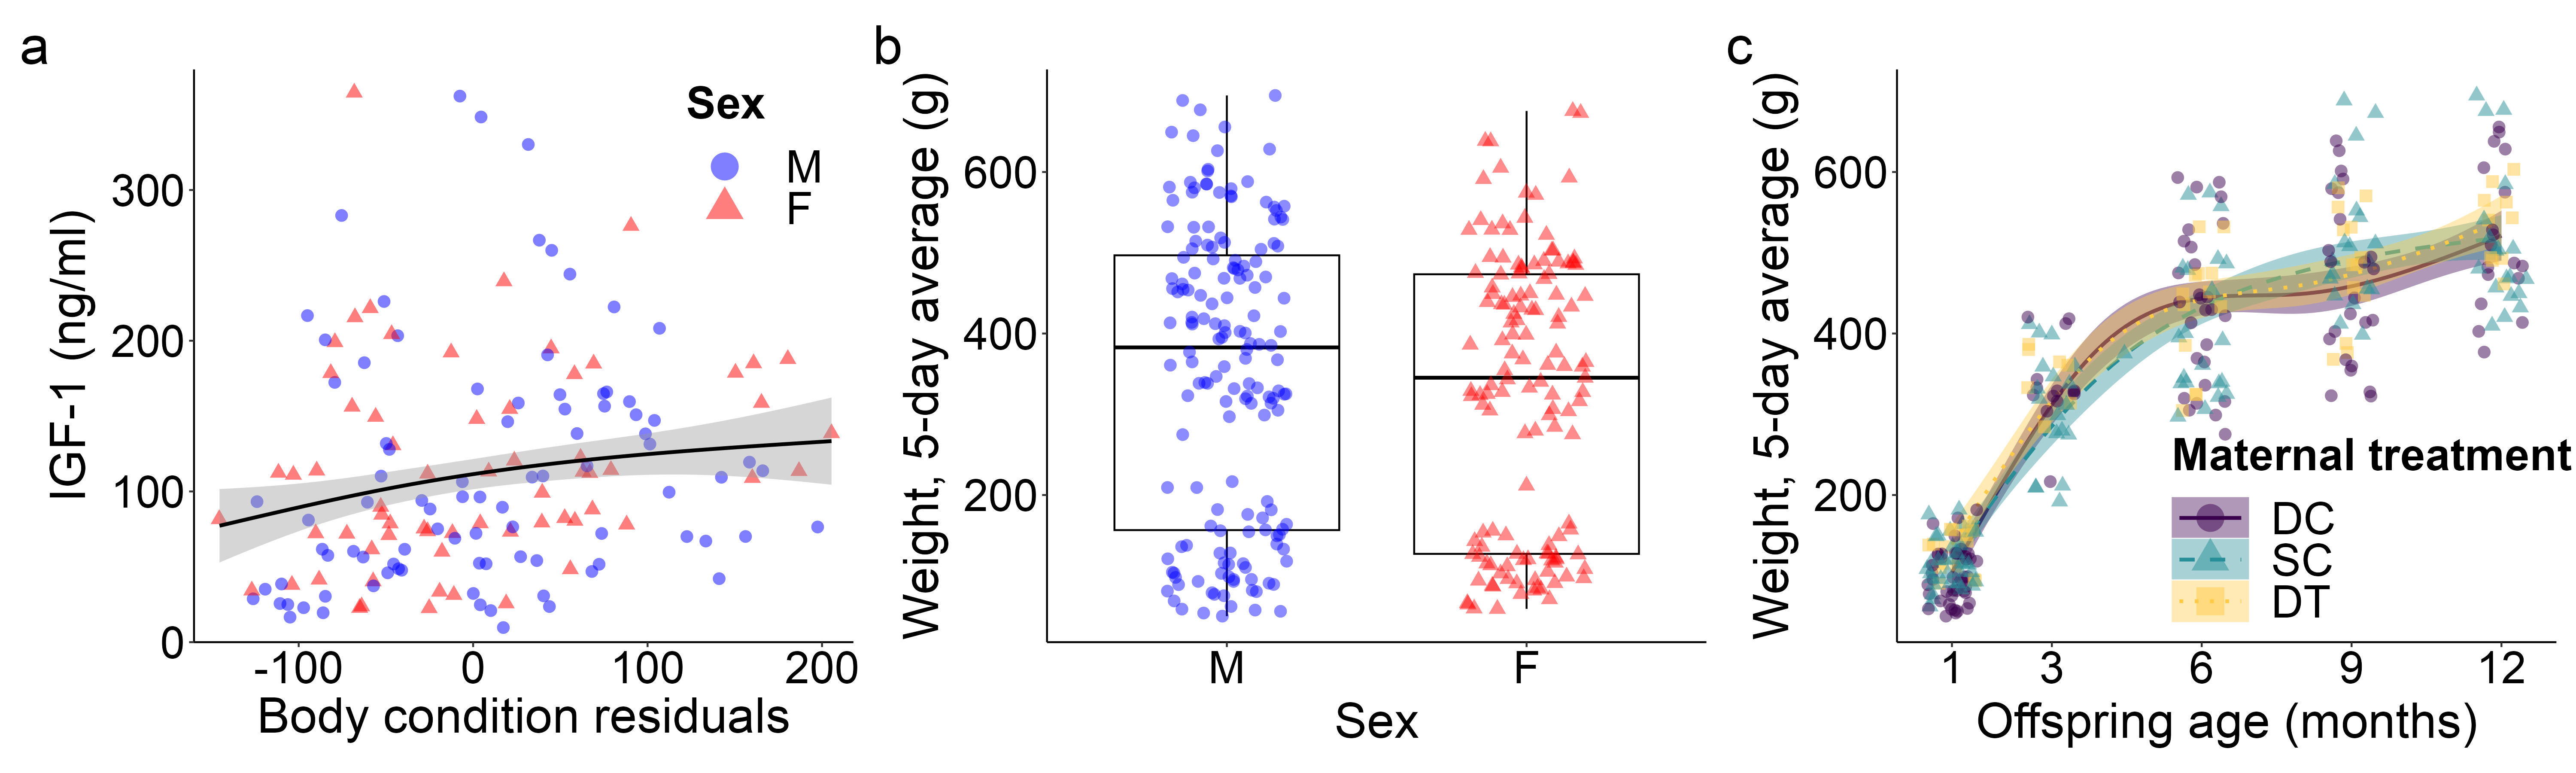 a
IGF-1 (ng/ml)
300
200
100
0
-100
0
100
200
Body condition residuals
Sex
M
F
b
Weight, 5-day average (g)
600
400
200
M
F
Sex
c
Weight, 5-day average (g)
600
400
200
1
3
6
9
12
Offspring age (months)
Maternal treatment
DC
SC
DT